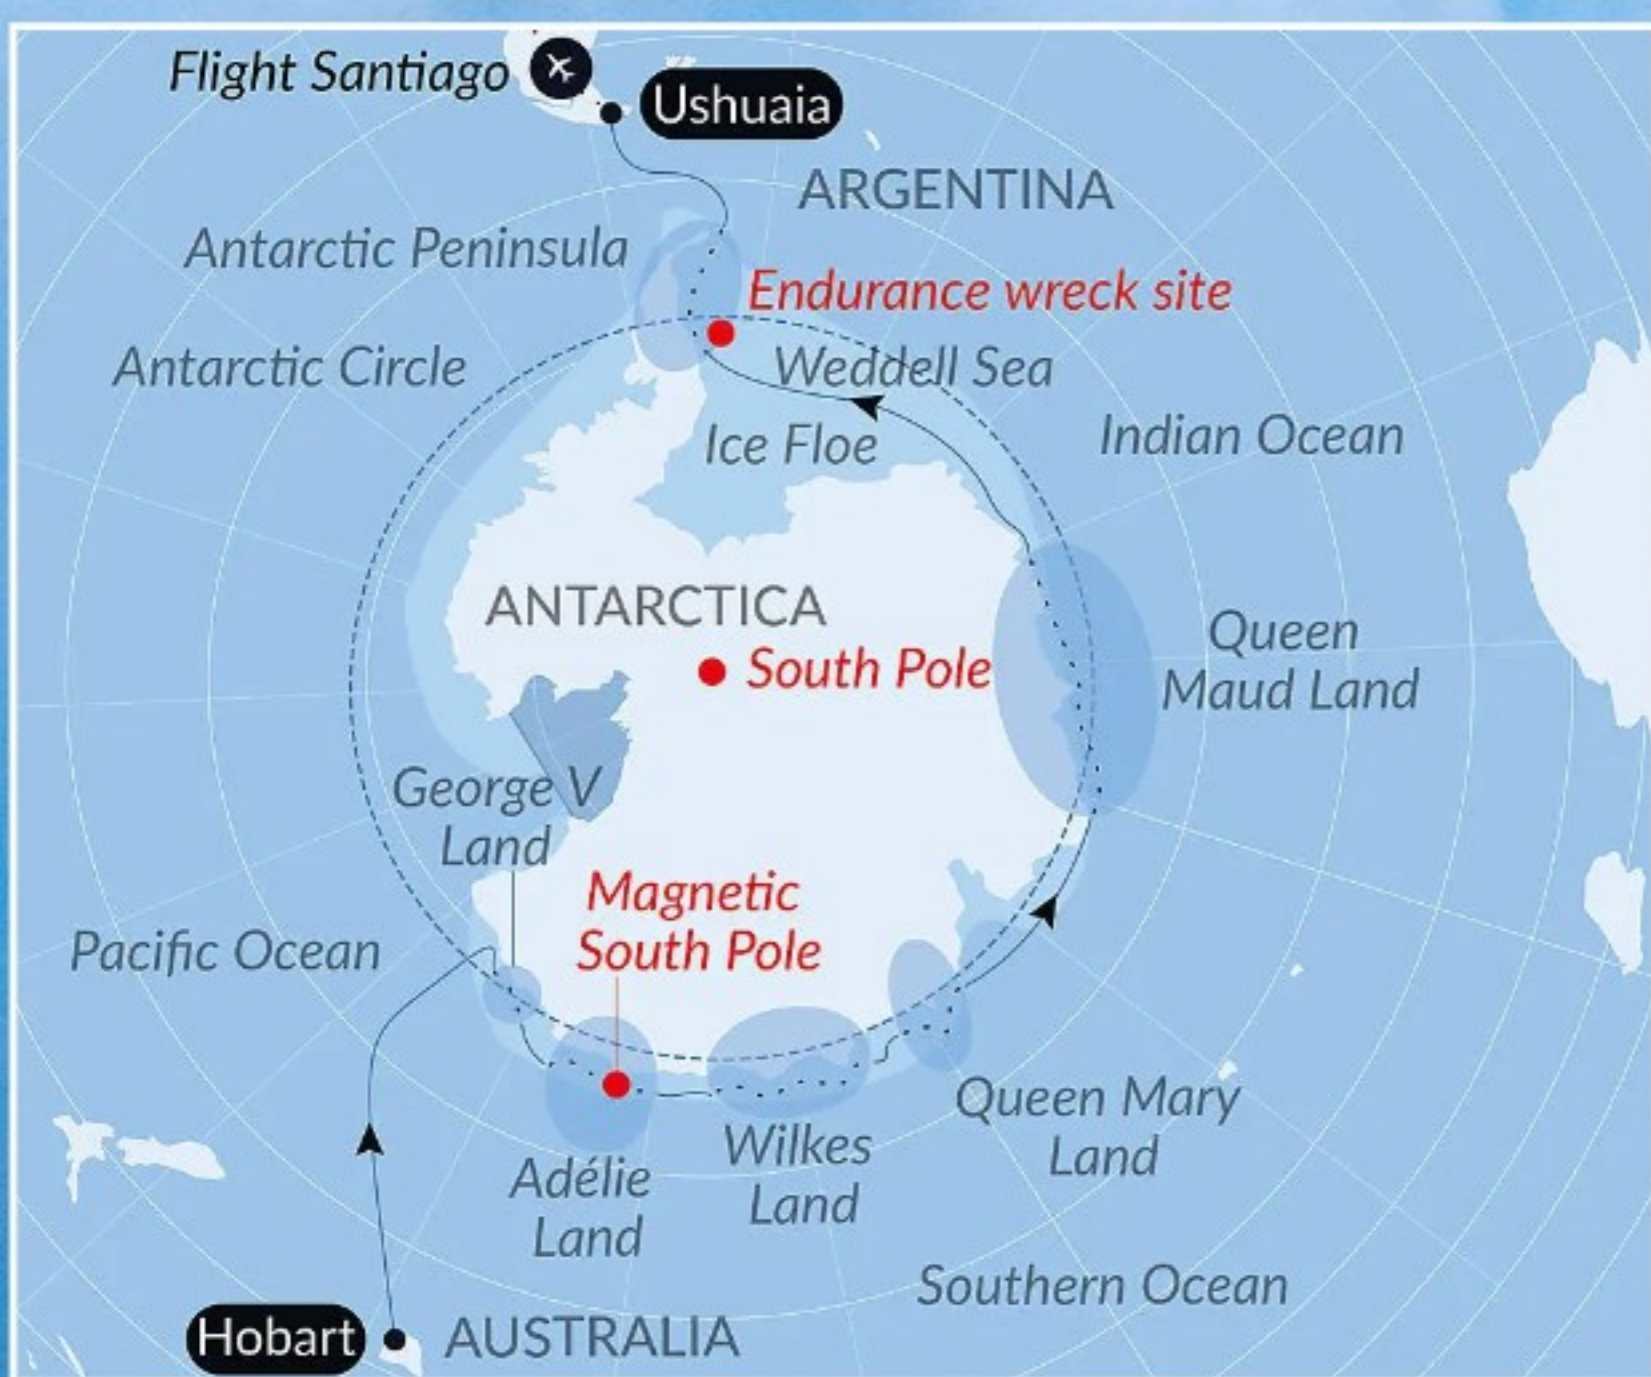 Flight Santiago
Ushuaia
ARGENTINA
Antarctic Peninsula
Endurance wreck site
Antarctic Circle
Weddell Sea
Ice Floe
Indian Ocean
ANTARCTICA
South Pole
Queen
Maud Land
George V
Land
Magnetic
South Pole
Pacific Ocean
Queen Mary
Land
Wilkes
Land
Adélie
Land
Southern Ocean
Hobart
AUSTRALIA